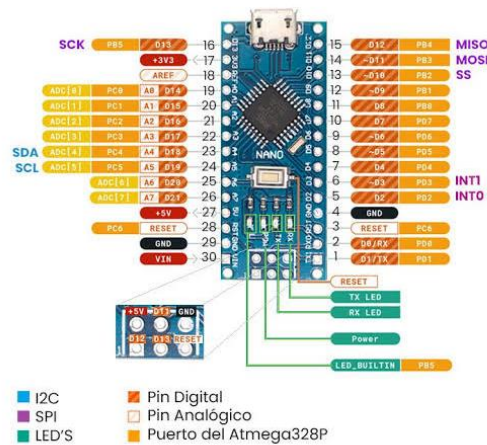 SCK PB5 D13 16 15 D12 PB4 MISO
+3V3 17 14 ~D11 PB3 MOSI
AREF 18 13 ~D10 PB2 SS
ADC[0] PC0 A0 D14 19 12 ~D9 PB1
ADC[1] PC1 A1 D15 20 11 D8 PB0
ADC[2] PC2 A2 D16 21 10 D7 PD7
ADC[3] PC3 A3 D17 22 9 ~D6 PD6
SDA ADC[4] PC4 A4 D18 23 8 ~D5 PD5
SCL ADC[5] PC5 A5 D19 24 7 D4 PD4
ADC[6] A6 D20 25 6 ~D3 PD3 INT1
ADC[7] A7 D21 26 5 D2 PD2 INT0
+5V 27 4 GND
PC6 RESET 28 3 RESET PC6
GND 29 2 D0/RX PD0
VIN 30 1 D1/TX PD1
NANO
RESET
TX LED
RX LED
Power
LED_BUILTIN PB5
+5V D11 GND
D12 D13 RESET
I2C
SPI
LED'S
Pin Digital
Pin Analógico
Puerto del Atmega328P